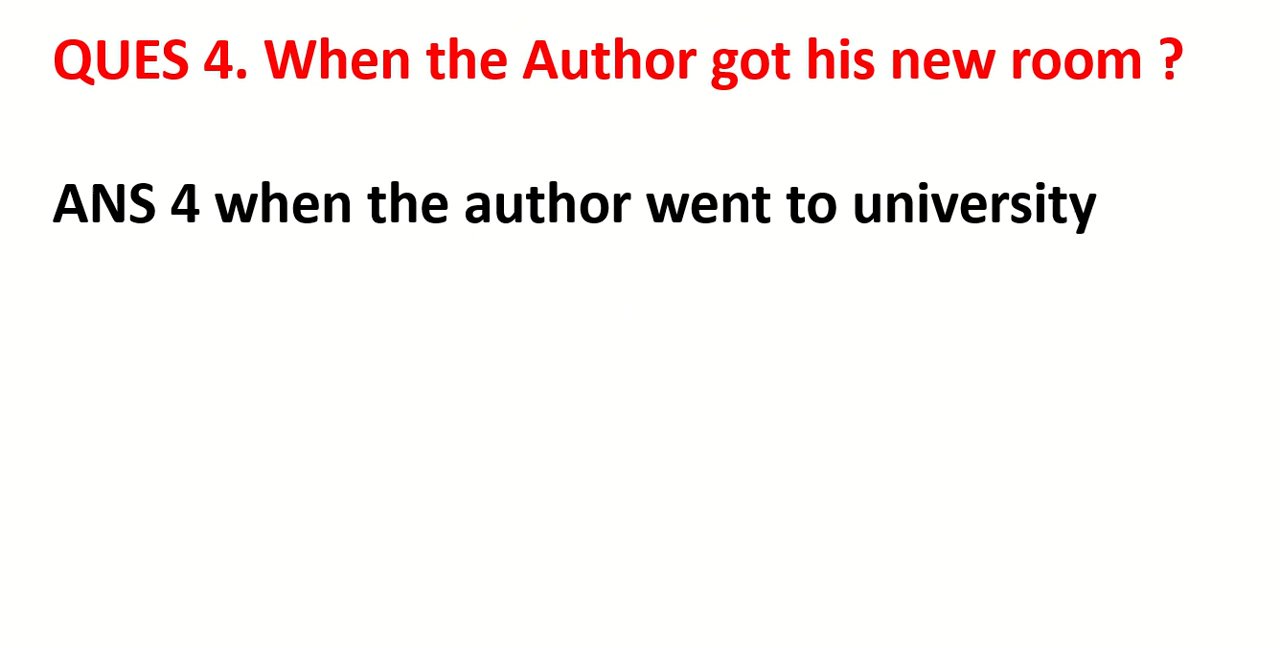 QUES 4. When the Author got his new room ?
ANS 4 when the author went to university